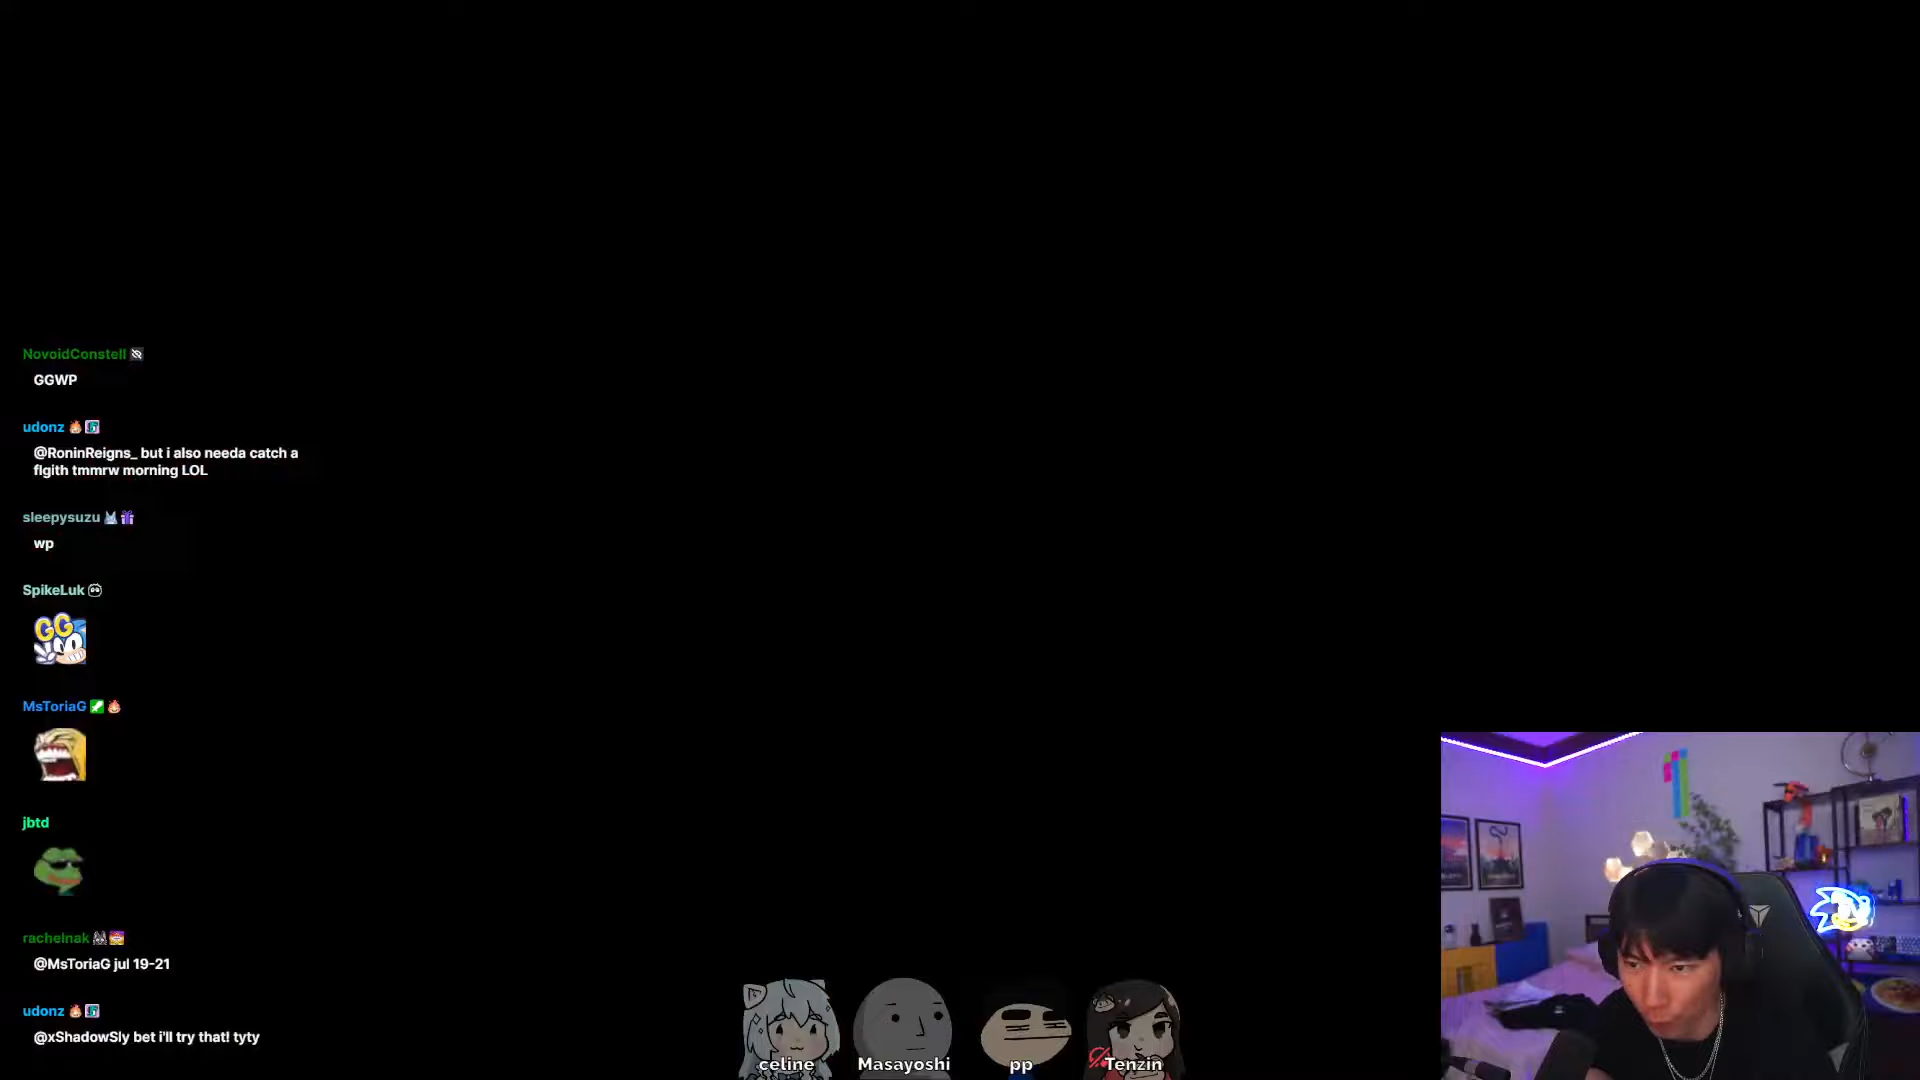 NovoidConstell
GGWP
udonz
@RoninReigns_ but i also needa catch a
flgith tmmrw morning LOL
sleepysuzu
wp
SpikeLuk
GG
MsToriaG
jbtd
rachelnak
@MsToriaG jul 19-21
udonz
@xShadowSly bet i'll try that! tyty
celine
Masayoshi
pp
Tenzin